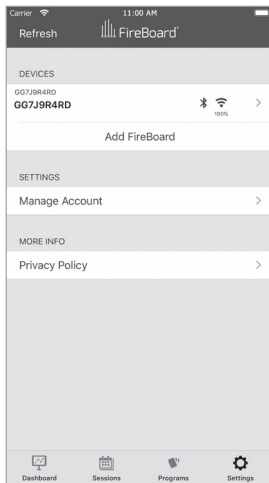 Carrier 11:00 AM
Refresh FireBoard
DEVICES
GG7J9R4RD
GG7J9R4RD
100%
Add FireBoard
SETTINGS
Manage Account
MORE INFO
Privacy Policy
Dashboard Sessions Programs Settings